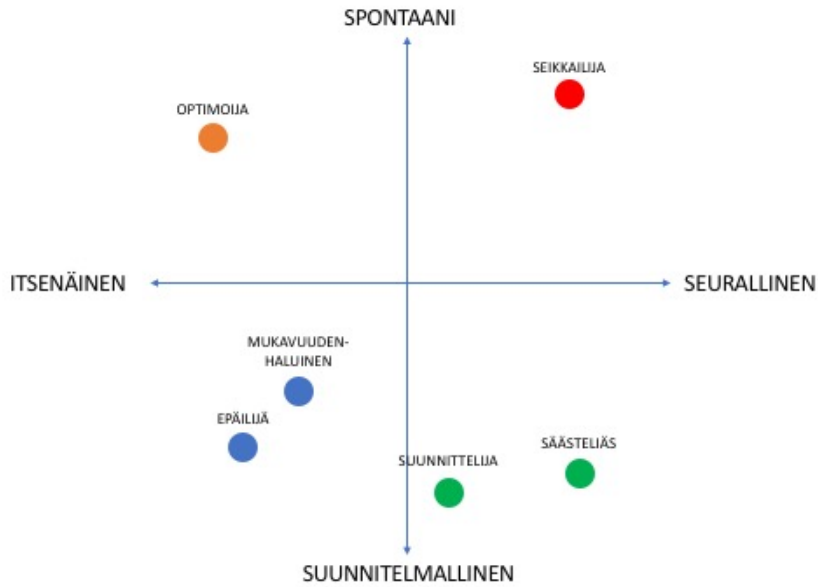 SPONTAANI
SEIKKAILIJA
OPTIMOIJA
ITSENÄINEN
SEURALLINEN
MUKAVUUDEN-
HALUINEN
EPÄILIJÄ
SÄÄSTELIÄS
SUUNNITTELIJA
SUUNNITELMALLINEN